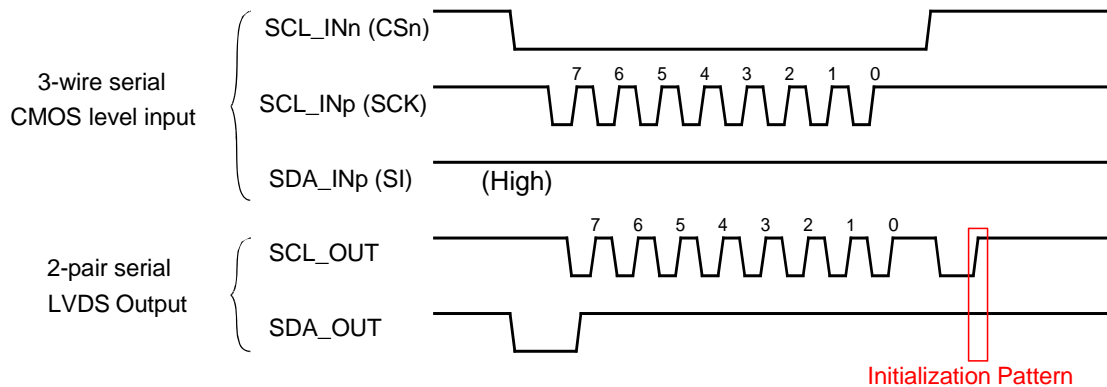 SCL_INn (CSn)
7 6 5 4 3 2 1 0
3-wire serial
CMOS level input
SCL_INp (SCK)
SDA_INp (SI)
(High)
7 6 5 4 3 2 1 0
SCL_OUT
2-pair serial
LVDS Output
SDA_OUT
Initialization Pattern